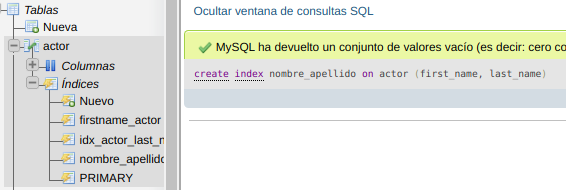 Tablas
Nueva
actor
Columnas
Índices
Nuevo
firstname_actor
idx_actor_last_n
nombre_apellido
PRIMARY
Ocultar ventana de consultas SQL
MySQL ha devuelto un conjunto de valores vacío (es decir: cero co
create index nombre_apellido on actor (first_name, last_name)